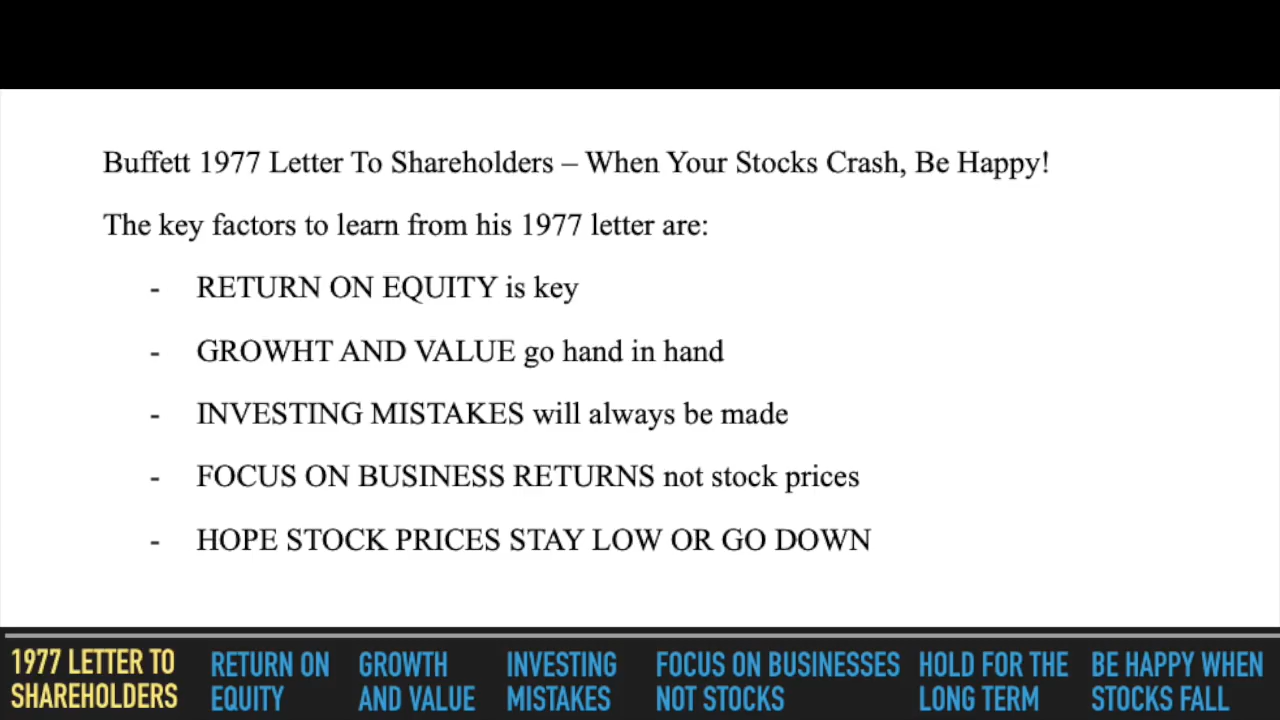 Buffett 1977 Letter To Shareholders – When Your Stocks Crash, Be Happy!
The key factors to learn from his 1977 letter are:
- RETURN ON EQUITY is key
- GROWHT AND VALUE go hand in hand
- INVESTING MISTAKES will always be made
- FOCUS ON BUSINESS RETURNS not stock prices
- HOPE STOCK PRICES STAY LOW OR GO DOWN
1977 LETTER TO
SHAREHOLDERS
RETURN ON
EQUITY
GROWTH
AND VALUE
INVESTING
MISTAKES
FOCUS ON BUSINESSES
NOT STOCKS
HOLD FOR THE
LONG TERM
BE HAPPY WHEN
STOCKS FALL